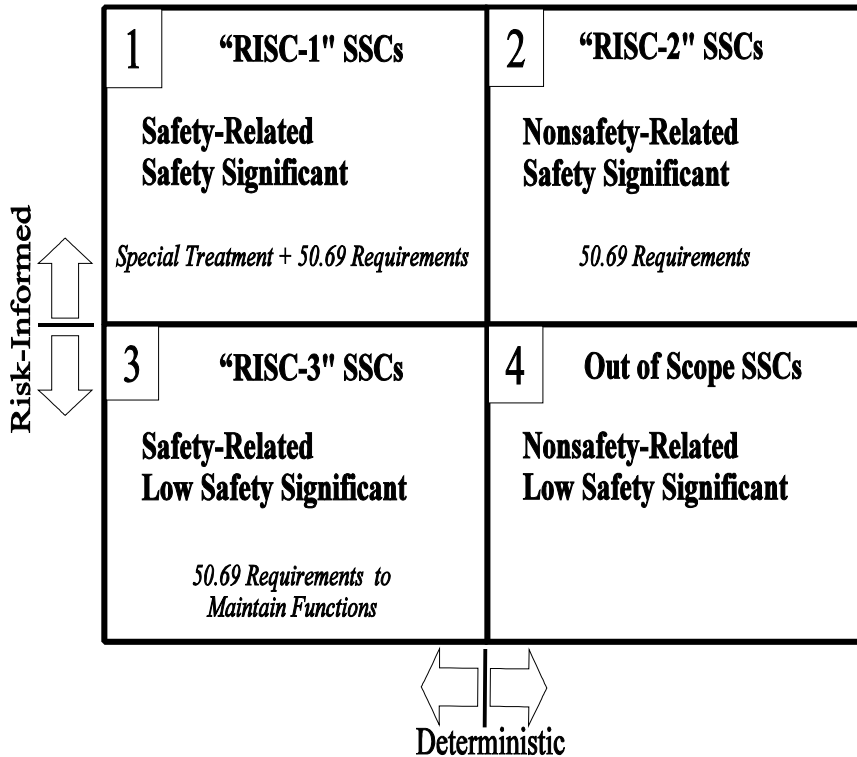 1
“RISC-1" SSCs
Safety-Related
Safety Significant
Special Treatment + 50.69 Requirements
2
“RISC-2" SSCs
Nonsafety-Related
Safety Significant
50.69 Requirements
Risk-Informed
3
“RISC-3" SSCs
Safety-Related
Low Safety Significant
50.69 Requirements to
Maintain Functions
4
Out of Scope SSCs
Nonsafety-Related
Low Safety Significant
Deterministic